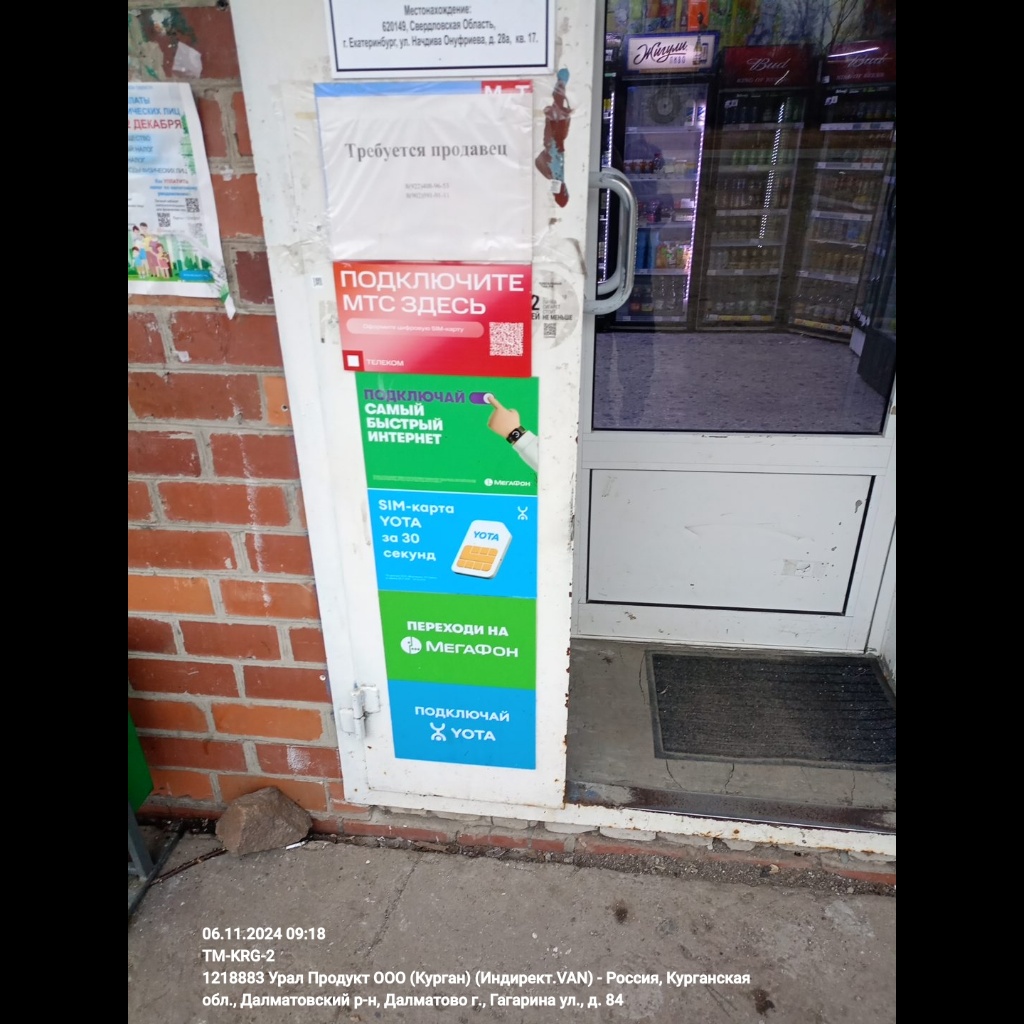 Местонахождение:
620149, Свердловская Область,
г. Екатеринбург, ул. Начдива Онуфриева, д. 28а, кв. 17.
Жигули
ПИВО
Bud
ДЕКАБРЯ
Требуется продавец
ПОДКЛЮЧИТЕ
МТС ЗДЕСЬ
ТЕЛЕКОМ
НЕ МЕНЬШЕ
ПОДКЛЮЧАЙ
САМЫЙ
БЫСТРЫЙ
ИНТЕРНЕТ
МЕГАФОН
SIM-карта
YOTA
за 30
секунд
YOTA
ПЕРЕХОДИ НА
МЕГАФОН
ПОДКЛЮЧАЙ
YOTA
06.11.2024 09:18
TM-KRG-2
1218883 Урал Продукт ООО (Курган) (Индирект.VAN) - Россия, Курганская
обл., Далматовский р-н, Далматово г., Гагарина ул., д. 84